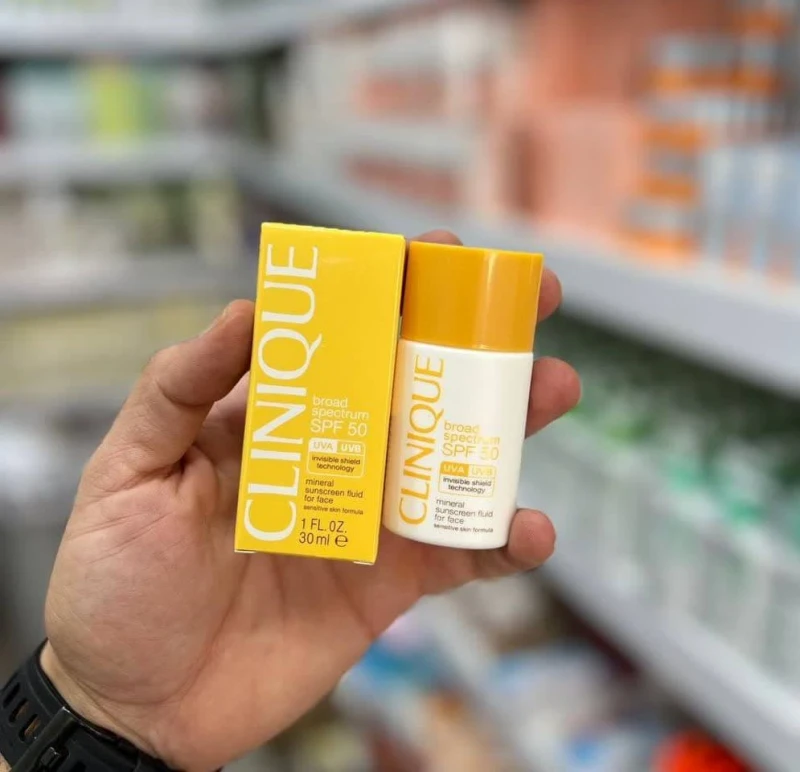 CLINIQUE
broad
spectrum
SPF 50
UVA UVB
invisible shield
technology
mineral
sunscreen fluid
for face
sensitive skin formula
1 FL.OZ.
30ml e
CLINIQUE
broad
spectrum
SPF 50
UVA UVB
invisible shield
technology
mineral
sunscreen fluid
for face
sensitive skin formula